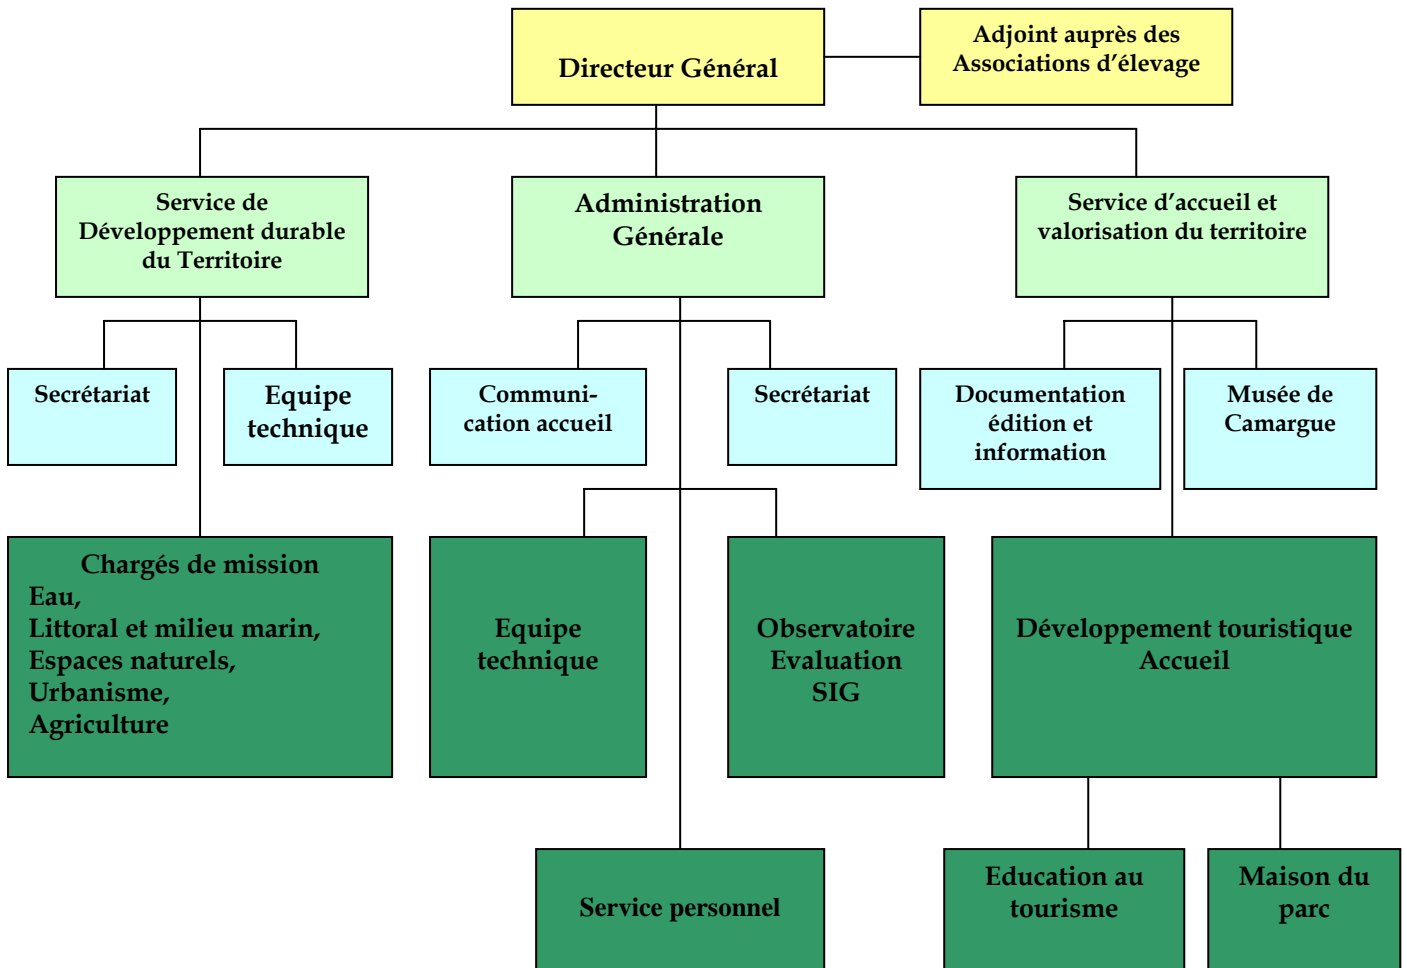 Directeur Général
Adjoint auprès des
Associations d'élevage
Service de
Développement durable
du Territoire
Administration
Générale
Service d'accueil et
valorisation du territoire
Secrétariat
Equipe
technique
Communi-
cation accueil
Secrétariat
Documentation
édition et
information
Musée de
Camargue
Chargés de mission
Eau,
Littoral et milieu marin,
Espaces naturels,
Urbanisme,
Agriculture
Equipe
technique
Observatoire
Evaluation
SIG
Développement touristique
Accueil
Service personnel
Education au
tourisme
Maison du
parc